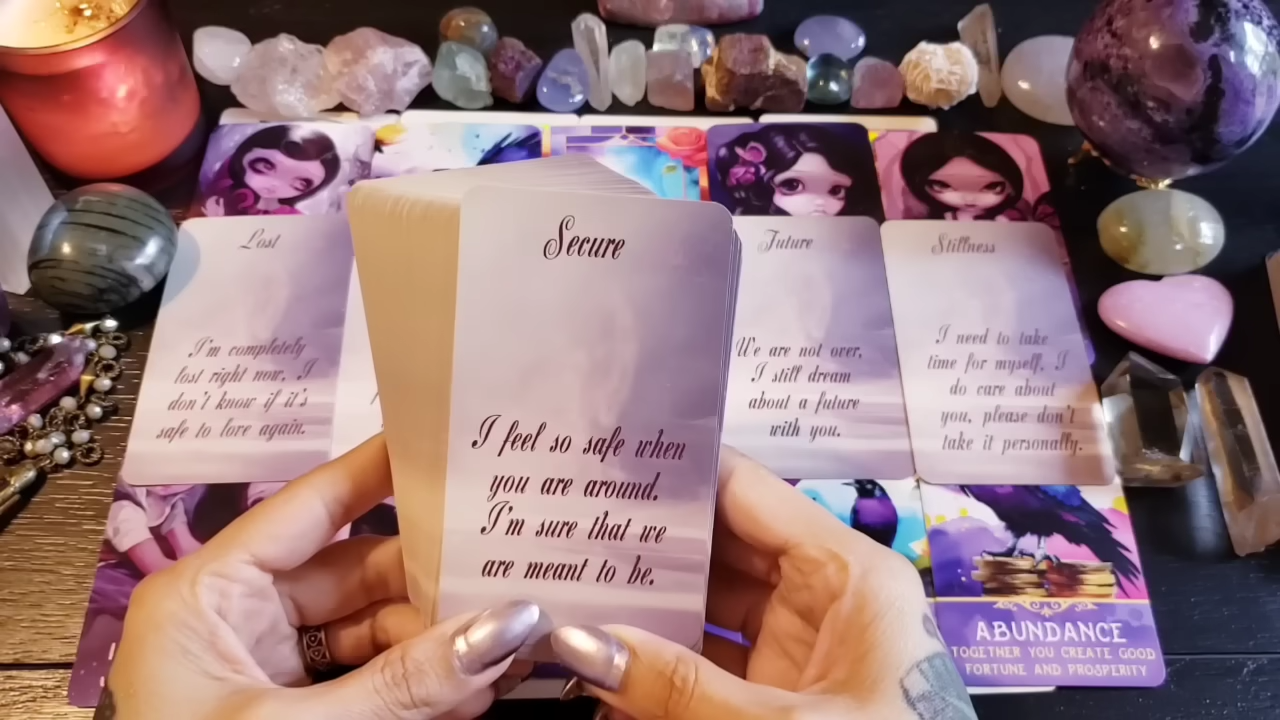 Secure
I feel so safe when
you are around.
I'm sure that we
are meant to be.
Lost
I'm completely
lost right now. I
don't know if it's
safe to love again.
Future
We are not over,
I still dream
about a future
with you.
Stillness
I need to take
time for myself. I
do care about
you, please don't
take it personally.
ABUNDANCE
TOGETHER YOU CREATE GOOD
FORTUNE AND PROSPERITY